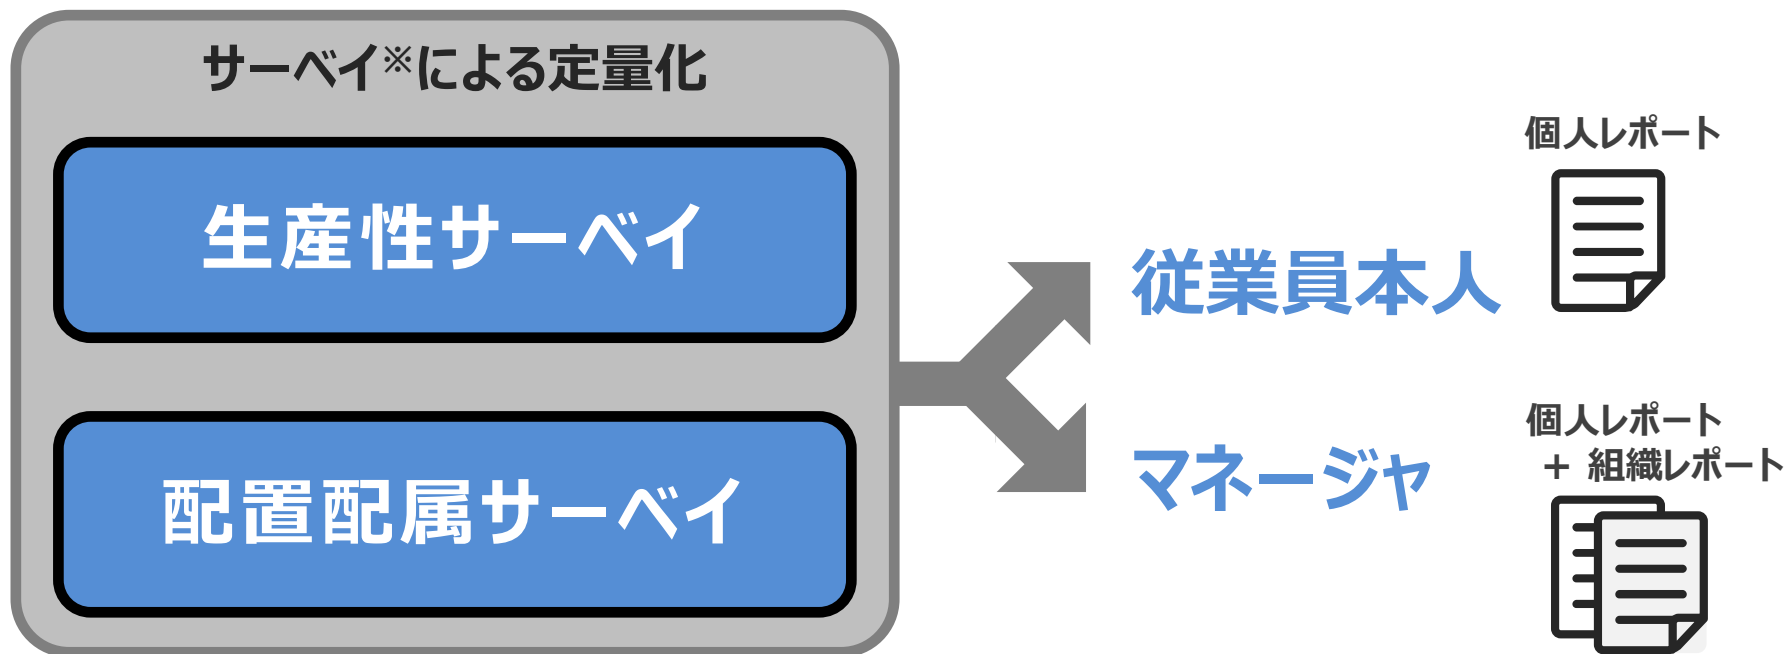 サーベイ※による定量化
生産性サーベイ
配置配属サーベイ
従業員本人
個人レポート
マネージャ
個人レポート
+ 組織レポート